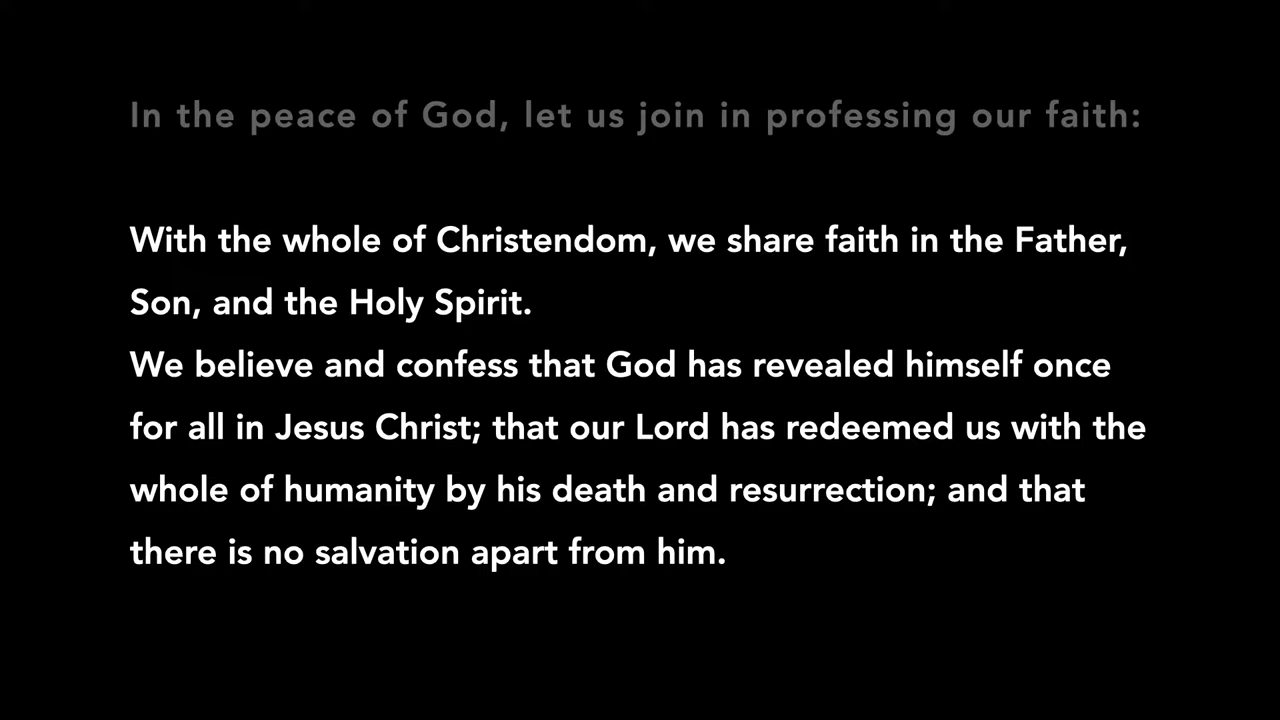 In the peace of God, let us join in professing our faith:
With the whole of Christendom, we share faith in the Father,
Son, and the Holy Spirit.
We believe and confess that God has revealed himself once
for all in Jesus Christ; that our Lord has redeemed us with the
whole of humanity by his death and resurrection; and that
there is no salvation apart from him.